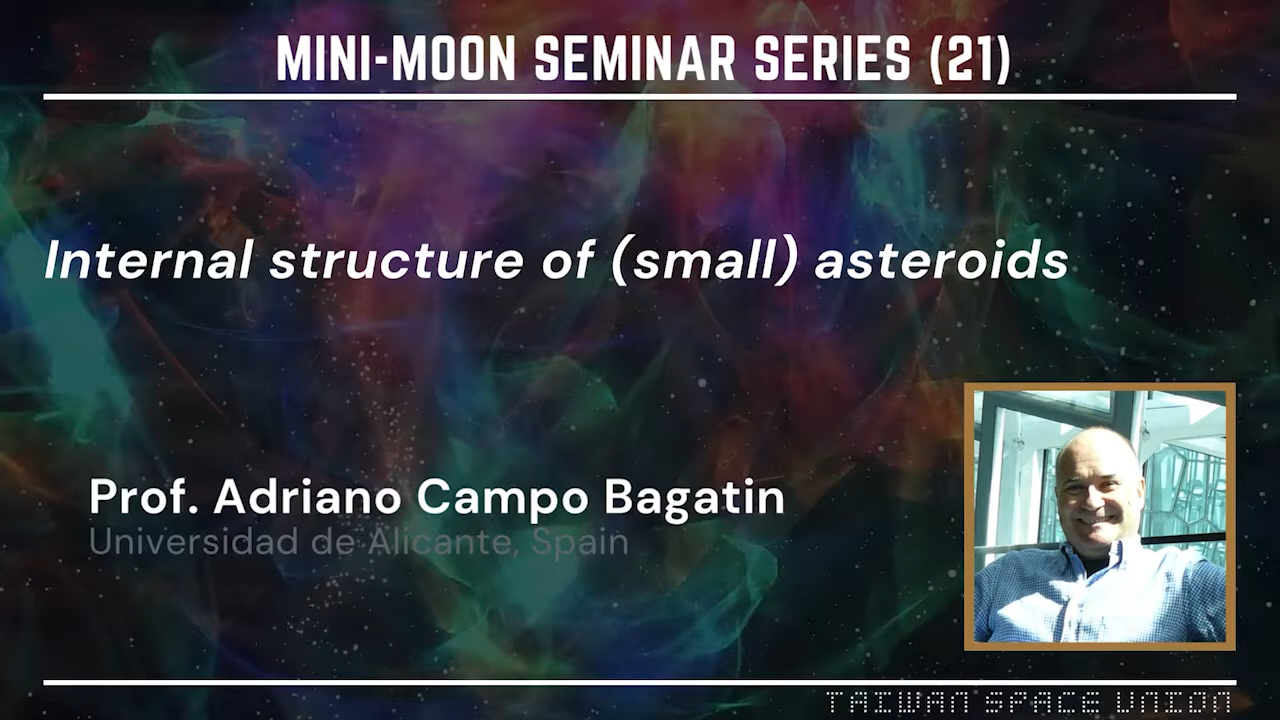 MINI-MOON SEMINAR SERIES (21)
Internal structure of (small) asteroids
Prof. Adriano Campo Bagatin
Universidad de Alicante, Spain
TAIWAN SPACE UNION